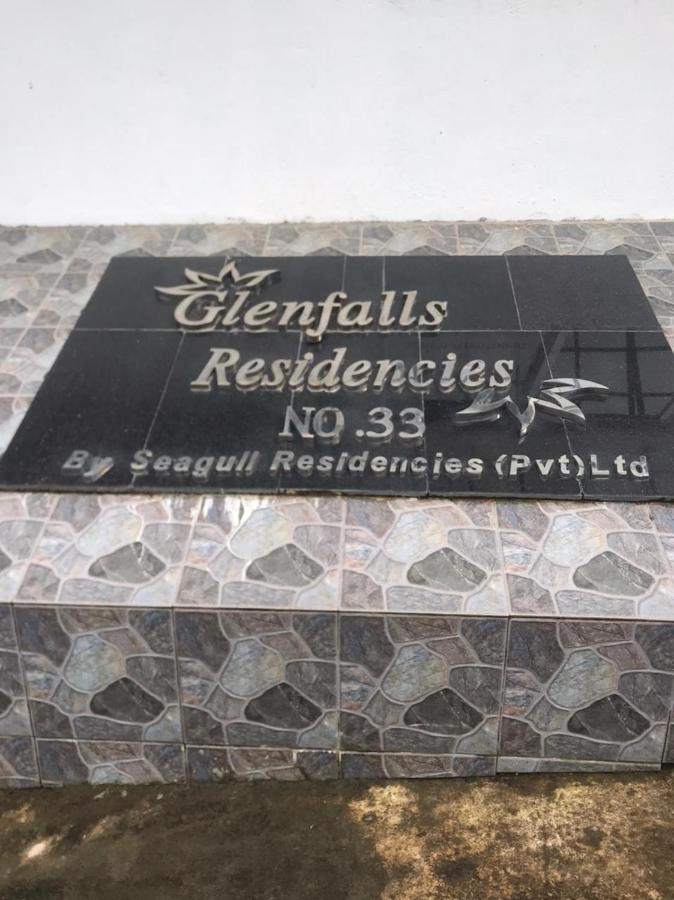 Glenfalls
Residencies
NO.33
By Seagull Residencies (Pvt) Ltd